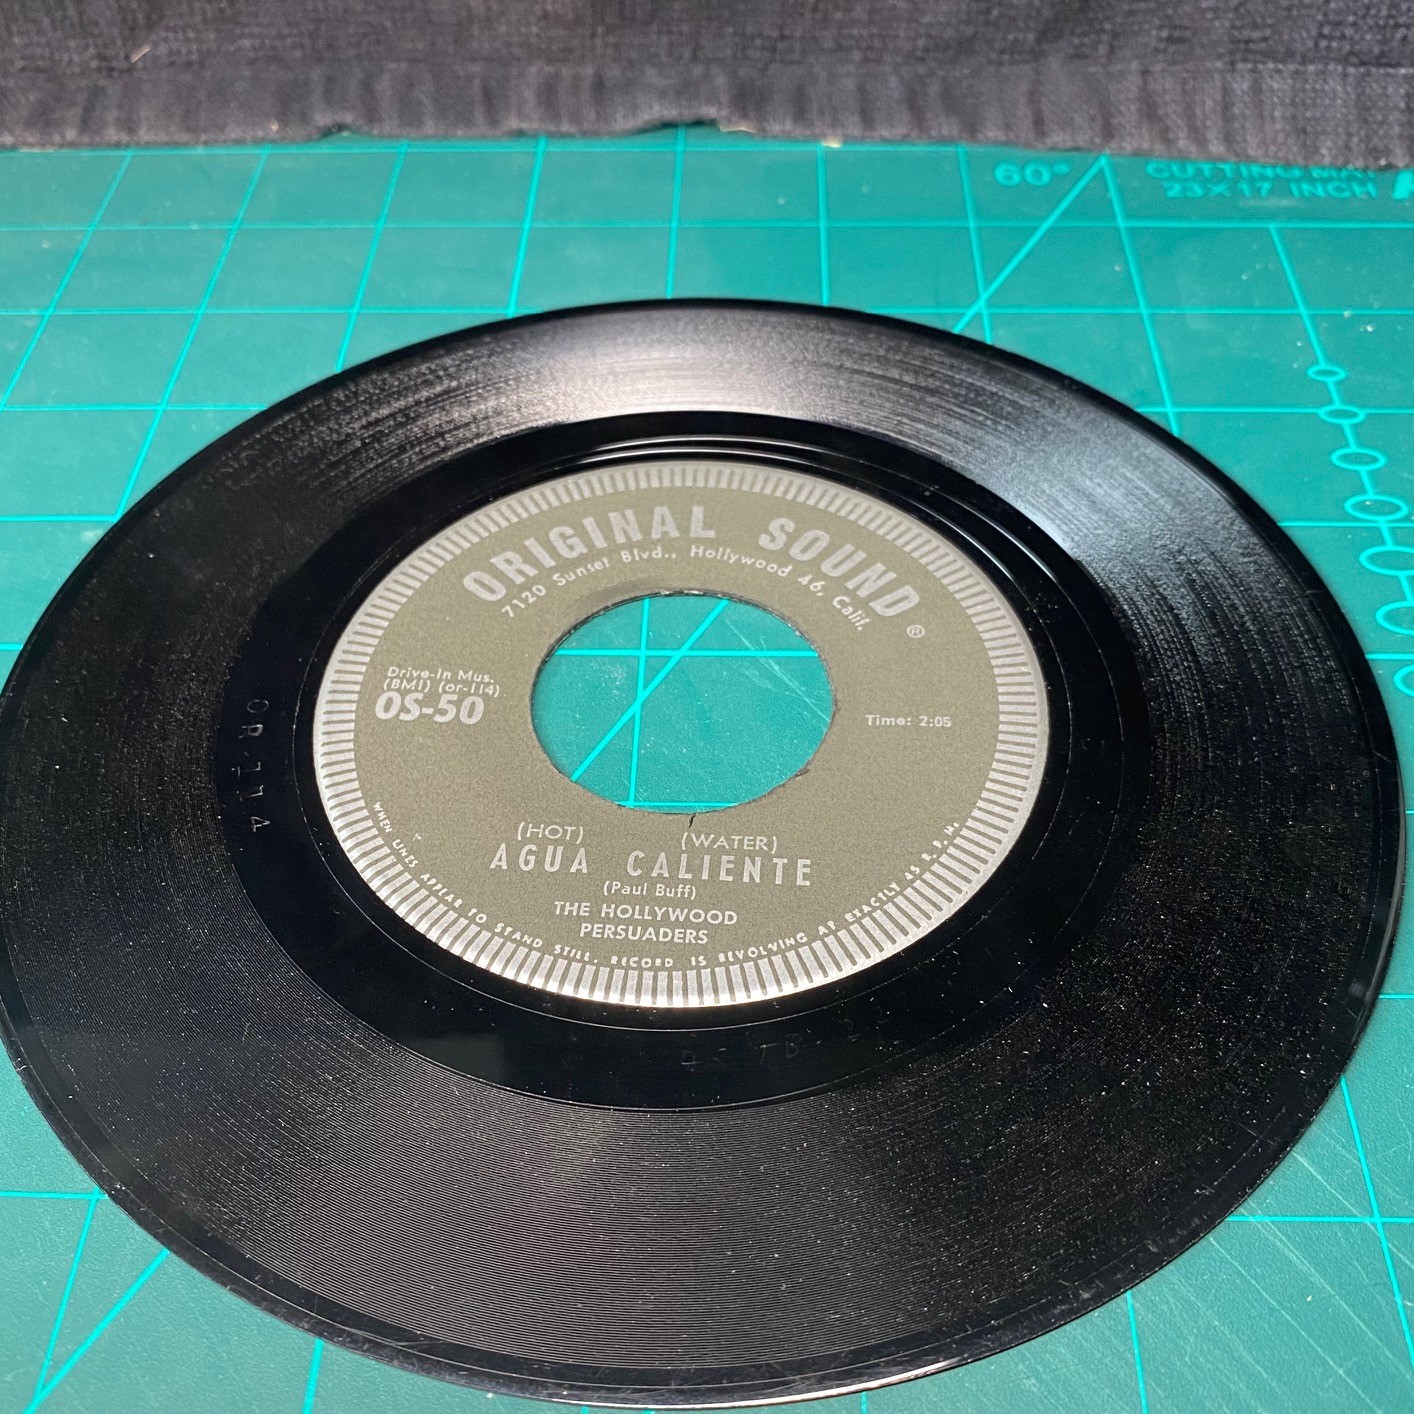 60°
CUTTING MAT
23X17 INCH
ORIGINAL SOUND ®
7120 Sunset Blvd., Hollywood 46, Calif.
Drive-In Mus.
(BMI) (or-114)
OS-50
Time: 2:05
OR 114
(HOT) (WATER)
AGUA CALIENTE
(Paul Buff)
THE HOLLYWOOD
PERSUADERS
WHEN LINES APPEAR TO STAND STILL, RECORD IS REVOLVING AT EXACTLY 45 R.P.M.